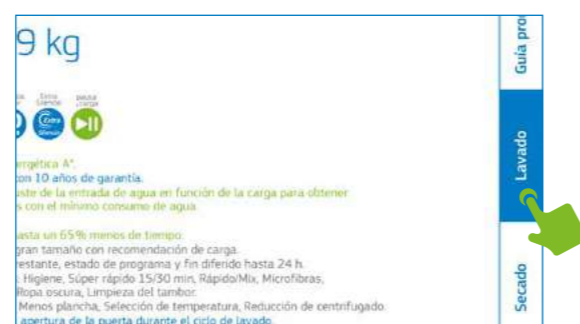 9 kg
Extra
Silencio
pausa
+carga
Extra
Silencio
ergética A*.
con 10 años de garantía.
uste de la entrada de agua en función de la carga para obtener
s con el mínimo consumo de agua.
asta un 65% menos de tiempo.
gran tamaño con recomendación de carga.
restante, estado de programa y fin diferido hasta 24 h.
: Higiene, Súper rápido 15/30 min, Rápido/Mix, Microfibras,
Ropa oscura, Limpieza del tambor.
Menos plancha, Selección de temperatura, Reducción de centrifugado.
apertura de la puerta durante el ciclo de lavado.
Guía pro
Lavado
Secado